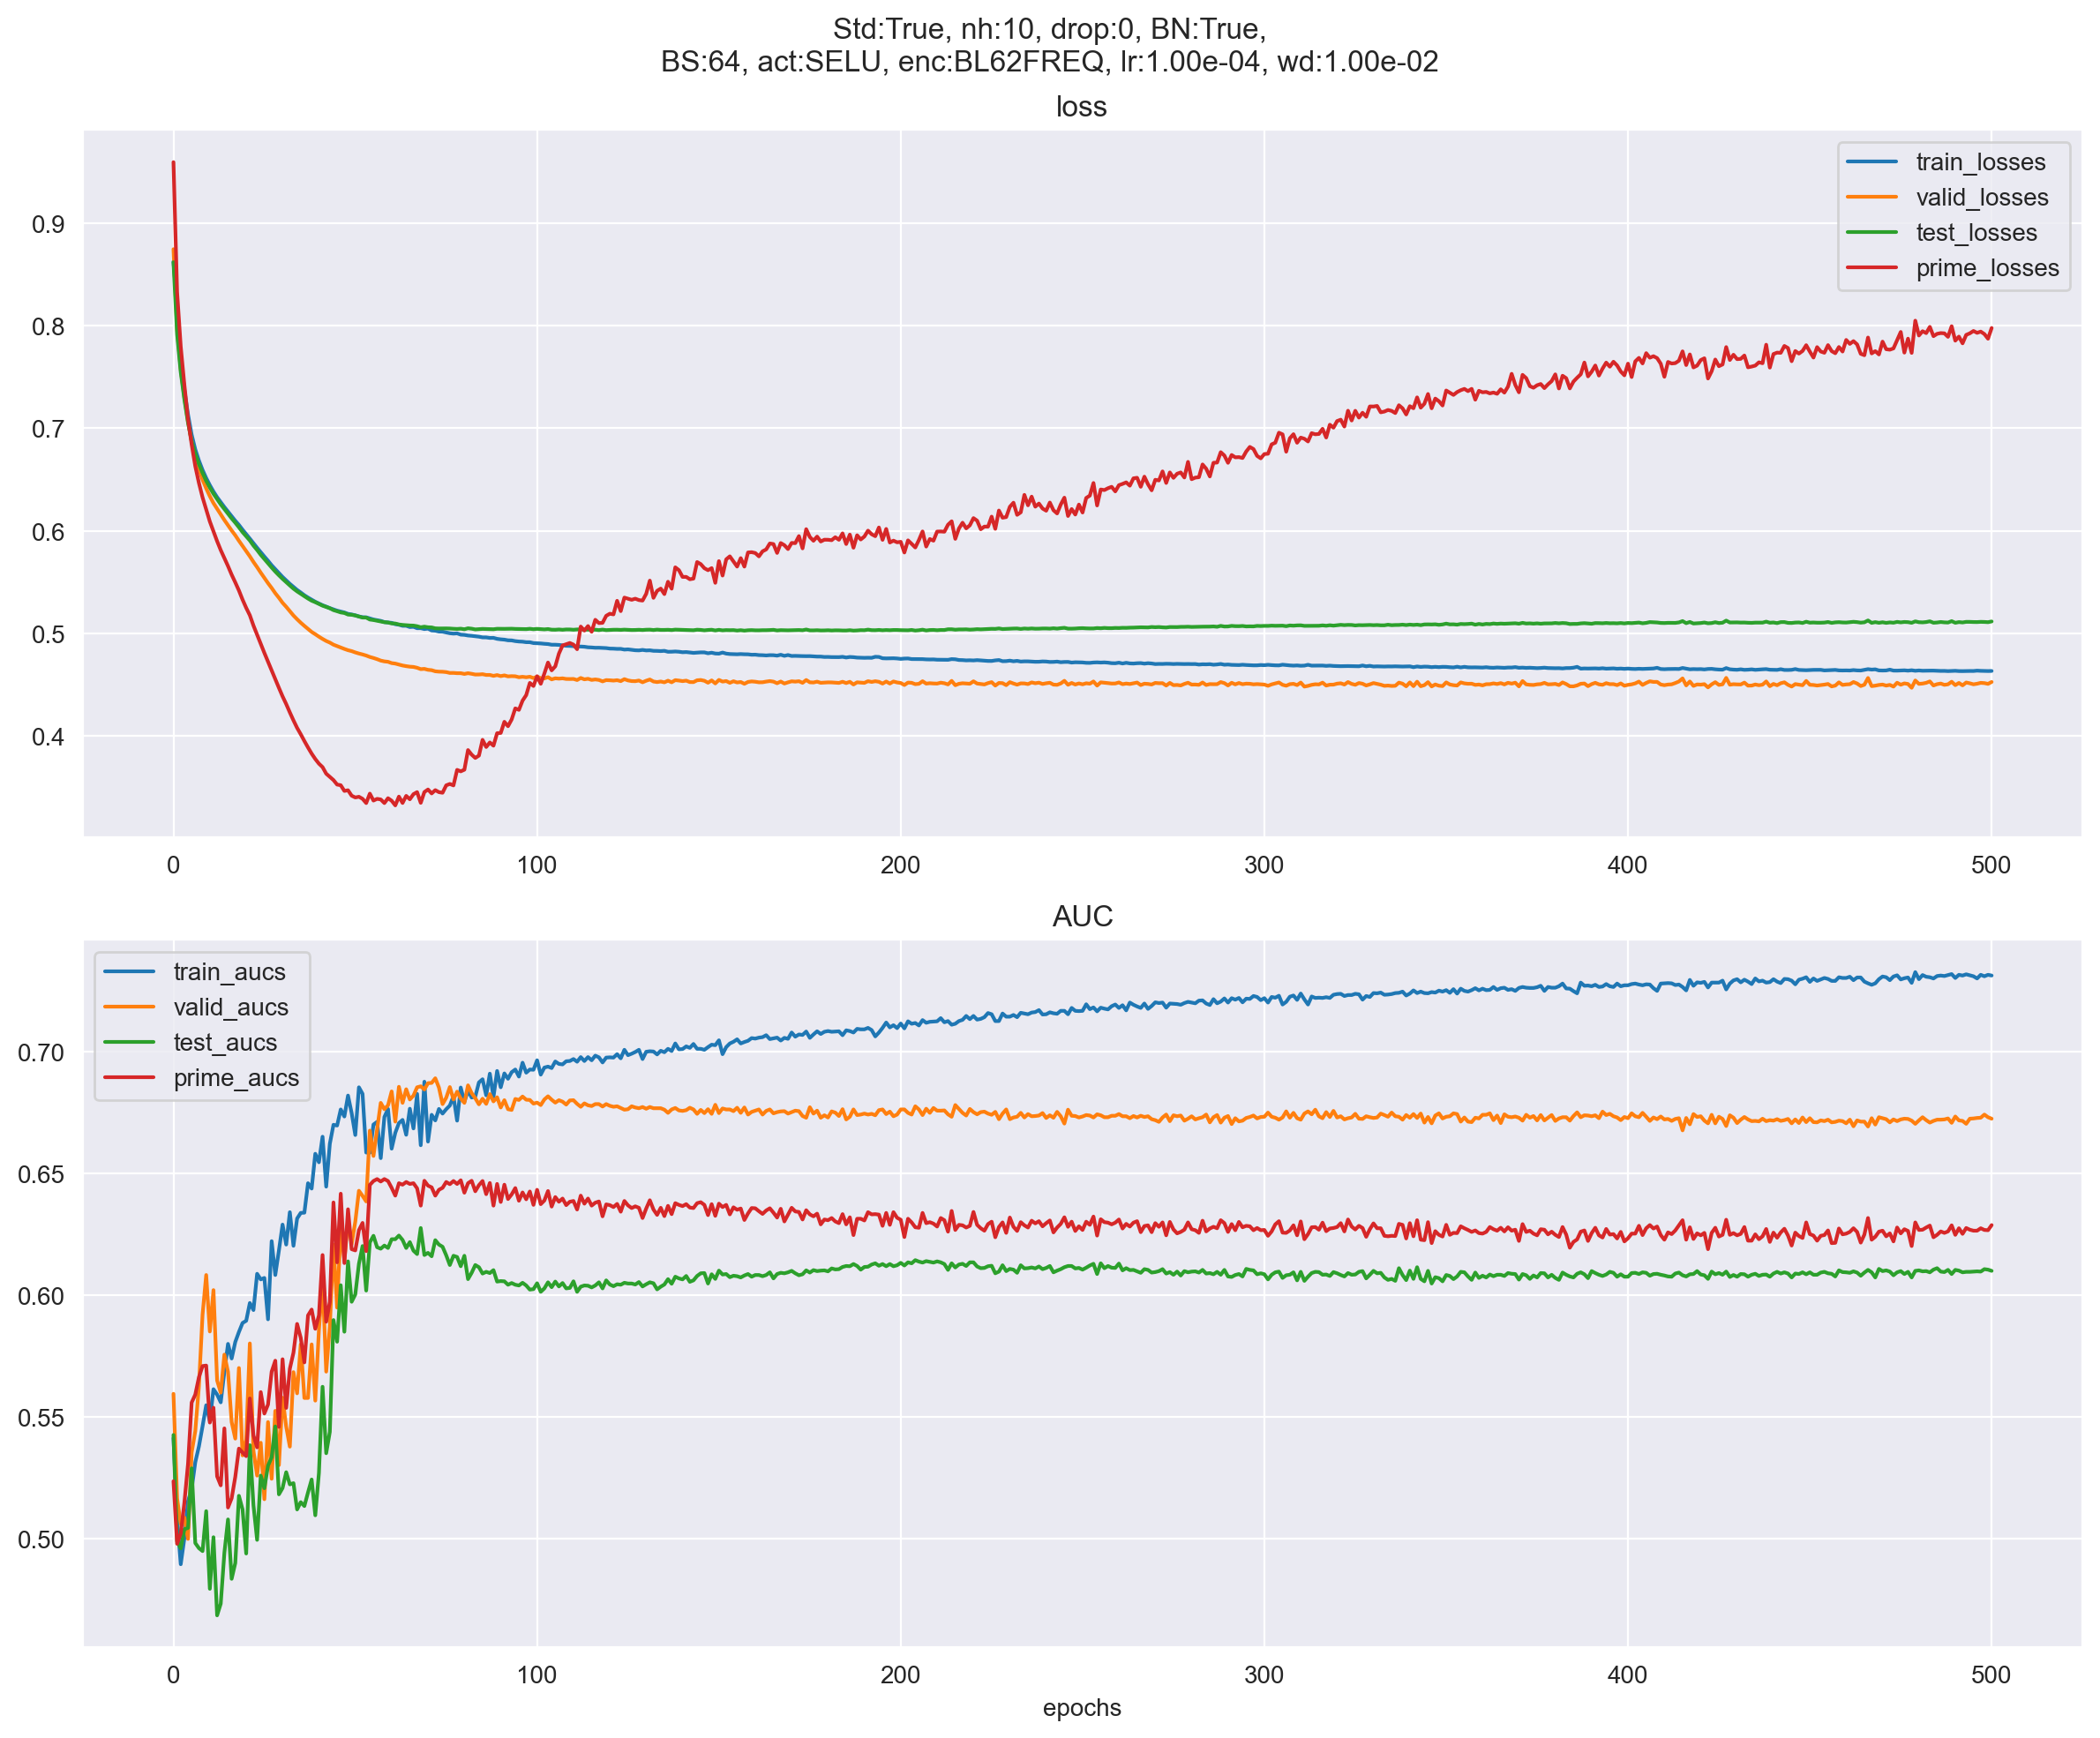 Std:True, nh:10, drop:0, BN:True,
BS:64, act:SELU, enc:BL62FREQ, lr:1.00e-04, wd:1.00e-02
loss
train_losses
valid_losses
test_losses
prime_losses
0.9
0.8
0.7
0.6
0.5
0.4
0 100 200 300 400 500
AUC
train_aucs
valid_aucs
test_aucs
prime_aucs
0.70
0.65
0.60
0.55
0.50
0 100 200 300 400 500
epochs